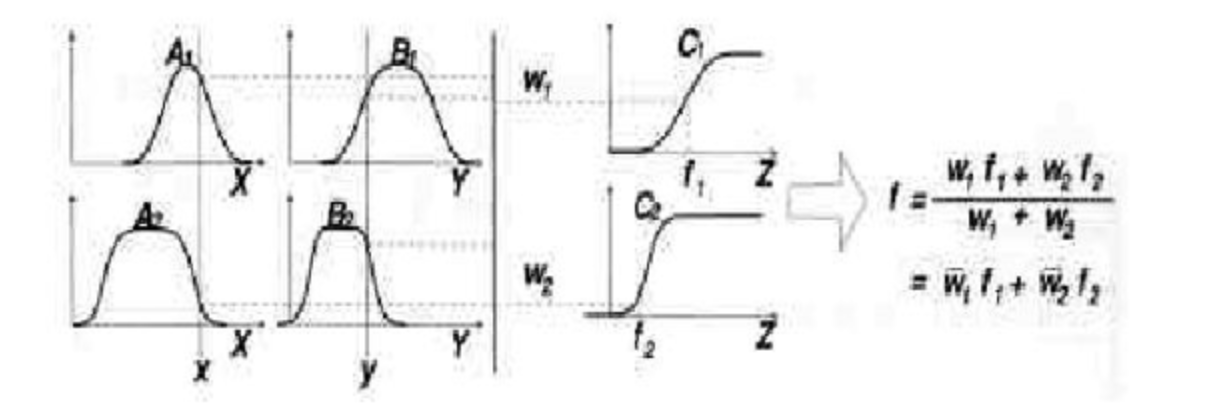 A₁
B₁
w₁
C₁
X
Y
f₁
Z
A₂
B₂
w₂
C₂
X
Y
f₂
Z
x
y
f = (w₁ f₁ + w₂ f₂) / (w₁ + w₂)
= w̅₁ f₁ + w̅₂ f₂